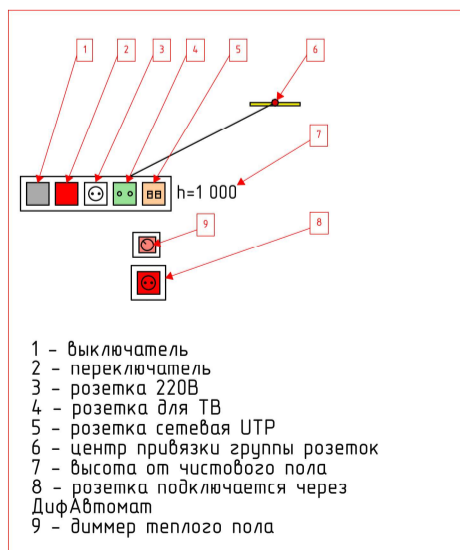 1 2 3 4 5 6
7
h=1 000
9 8
1 - выключатель
2 - переключатель
3 - розетка 220В
4 - розетка для ТВ
5 - розетка сетевая UTP
6 - центр привязки группы розеток
7 - высота от чистового пола
8 - розетка подключается через
ДифАвтомат
9 - диммер теплого пола